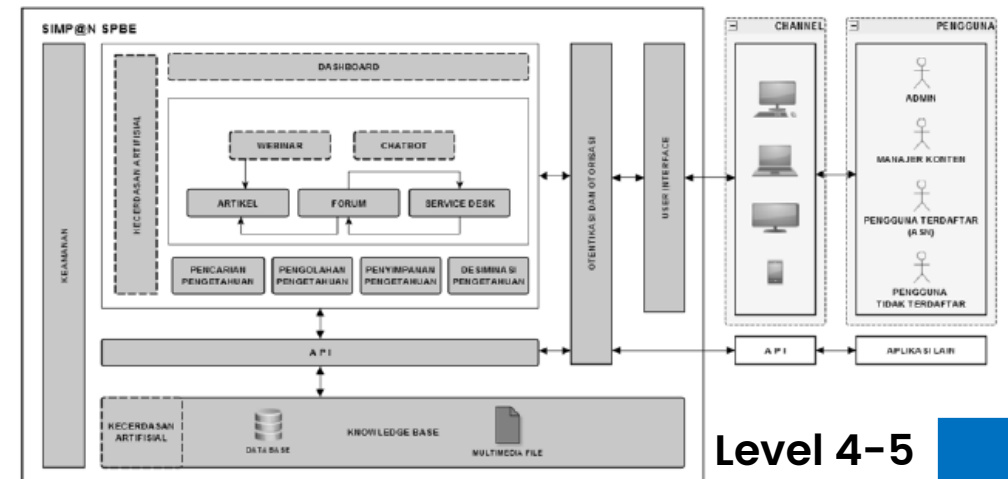 SIMP@N SPBE
KEAMANAN
KECERDASAN ARTIFISIAL
DASHBOARD
WEBINAR
CHATBOT
ARTIKEL
FORUM
SERVICE DESK
PENCARIAN
PENGETAHUAN
PENGOLAHAN
PENGETAHUAN
PENYIMPANAN
PENGETAHUAN
DESIMINASI
PENGETAHUAN
API
KECERDASAN
ARTIFISIAL
DATABASE
KNOWLEDGE BASE
MULTIMEDIA FILE
OTENTIKASI DAN OTORISASI
USER INTERFACE
CHANNEL
API
PENGGUNA
ADMIN
MANAJER KONTEN
PENGGUNA TERDAFTAR
(ASN)
PENGGUNA
TIDAK TERDAFTAR
APLIKASI LAIN
Level 4-5